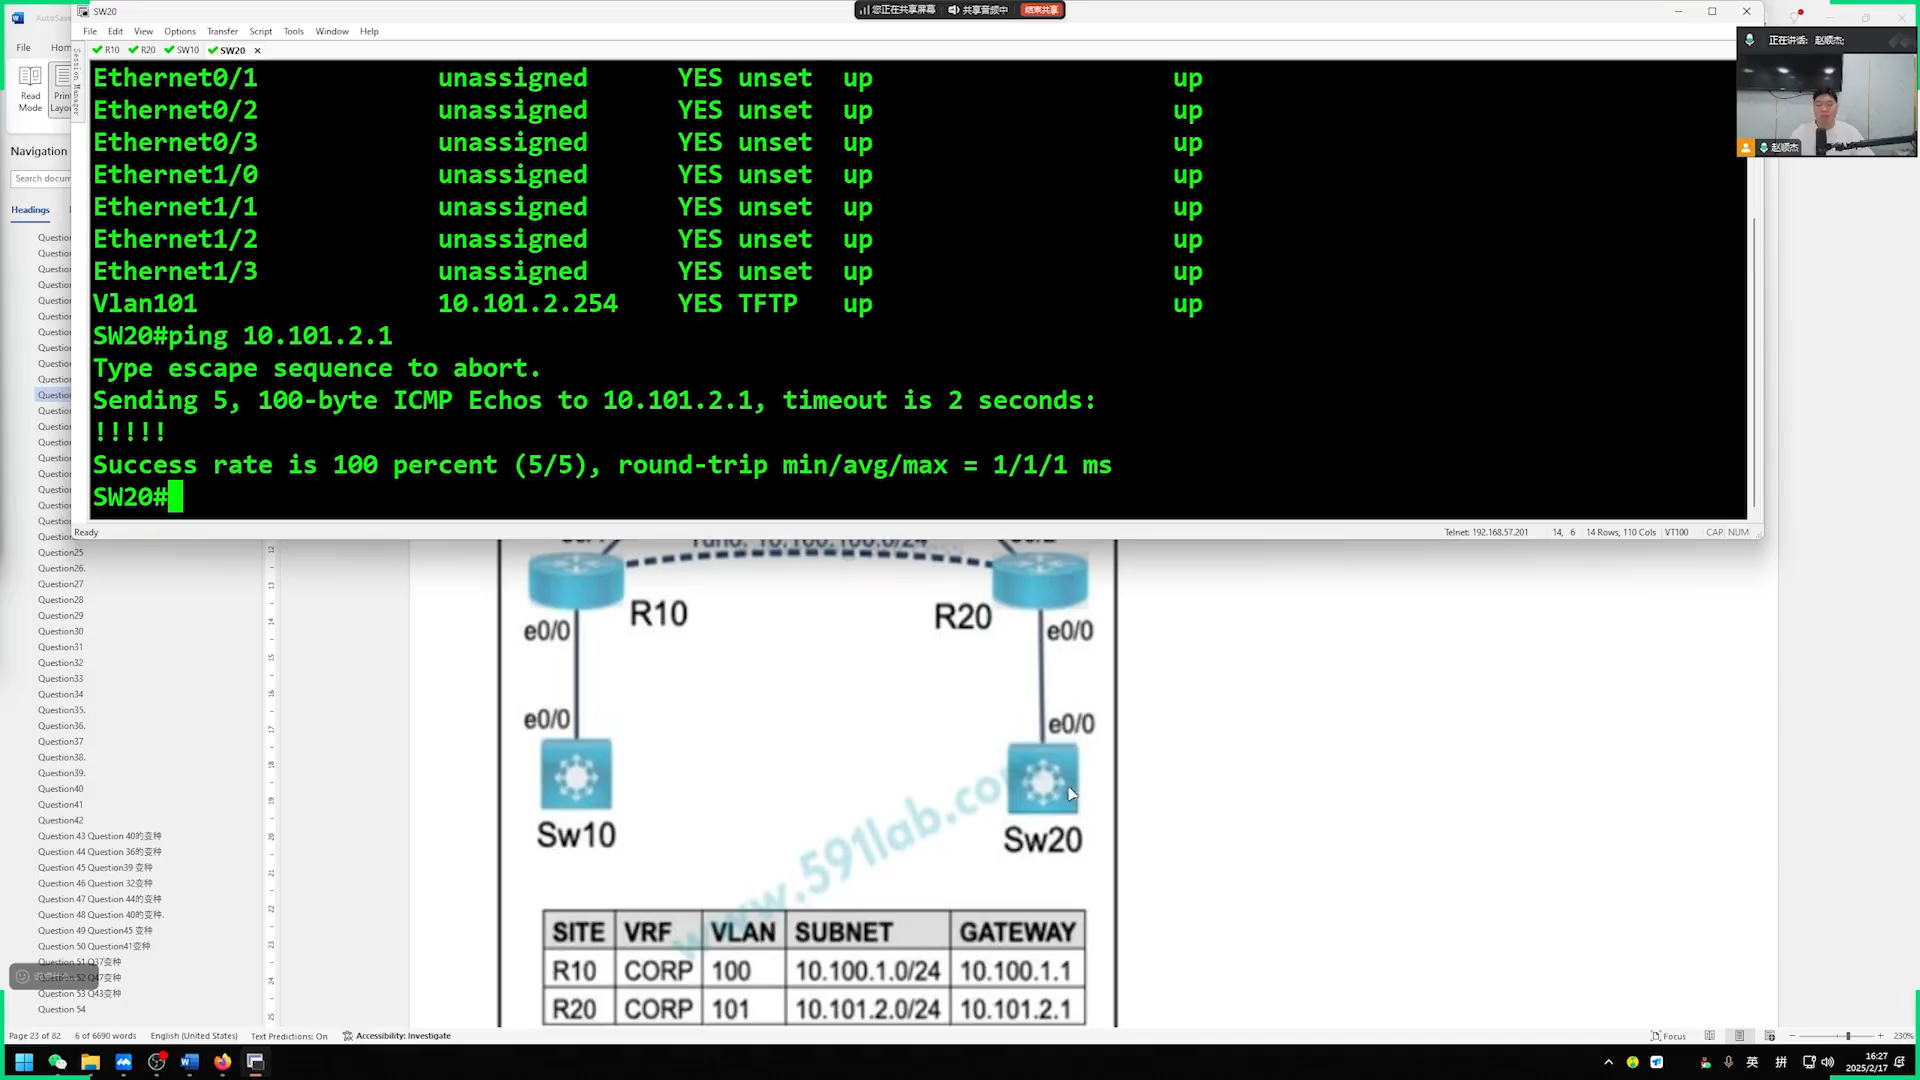 AutoSave
SW20
您正在共享屏幕
共享音频中
结束共享
File Edit View Options Transfer Script Tools Window Help
R10 R20 SW10 SW20 ×
Session Manager
正在讲话: 赵顺杰;
赵顺杰
File
Read Mode
Print
Navigation
Search docum
Headings
Ethernet0/1 unassigned YES unset up up
Ethernet0/2 unassigned YES unset up up
Ethernet0/3 unassigned YES unset up up
Ethernet1/0 unassigned YES unset up up
Ethernet1/1 unassigned YES unset up up
Ethernet1/2 unassigned YES unset up up
Ethernet1/3 unassigned YES unset up up
Vlan101 10.101.2.254 YES TFTP up up
SW20#ping 10.101.2.1
Type escape sequence to abort.
Sending 5, 100-byte ICMP Echos to 10.101.2.1, timeout is 2 seconds:
!!!!!
Success rate is 100 percent (5/5), round-trip min/avg/max = 1/1/1 ms
SW20#
Ready
Telnet: 192.168.57.201 14, 6 14 Rows, 110 Cols VT100 CAP NUM
Question25
Question26.
Question27
Question28
Question29
Question30
Question31
Question32
Question33
Question34
Question35.
Question36.
Question37
Question38.
Question39.
Question40
Question41
Question42
Question 43 Question 40的变种
Question 44 Question 36的变种
Question 45 Question39 变种
Question 46 Question 32变种
Question 47 Question 44的变种
Question 48 Question 40的变种.
Question 49 Question45 变种
Question 50 Question41变种
Question 51 Q37变种
Question 52 Q47变种
Question 53 Q43变种
Question 54
R10
R20
e0/0
e0/0
e0/0
e0/0
Sw10
Sw20
www.591lab.co
SITE VRF VLAN SUBNET GATEWAY
R10 CORP 100 10.100.1.0/24 10.100.1.1
R20 CORP 101 10.101.2.0/24 10.101.2.1
Page 23 of 82 6 of 6690 words English (United States) Text Predictions: On Accessibility: Investigate
Focus
230%
英 拼
16:27
2025/2/17